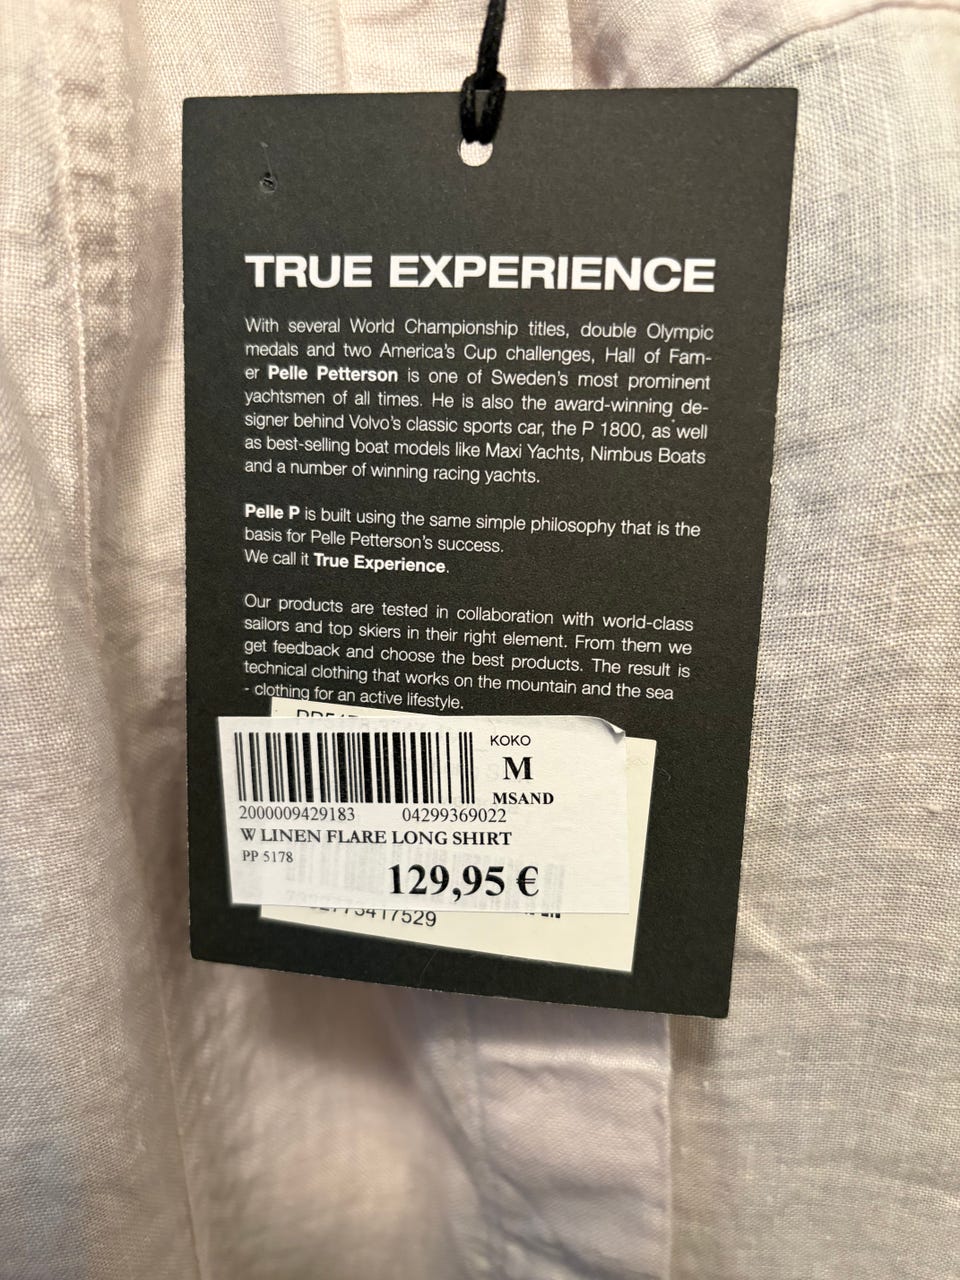 TRUE EXPERIENCE
With several World Championship titles, double Olympic
medals and two America's Cup challenges, Hall of Fam-
er Pelle Petterson is one of Sweden's most prominent
yachtsmen of all times. He is also the award-winning de-
signer behind Volvo's classic sports car, the P 1800, as well
as best-selling boat models like Maxi Yachts, Nimbus Boats
and a number of winning racing yachts.
Pelle P is built using the same simple philosophy that is the
basis for Pelle Petterson's success.
We call it True Experience.
Our products are tested in collaboration with world-class
sailors and top skiers in their right element. From them we
get feedback and choose the best products. The result is
technical clothing that works on the mountain and the sea
- clothing for an active lifestyle.
KOKO
M
MSAND
2000009429183 04299369022
W LINEN FLARE LONG SHIRT
PP 5178
129,95 €